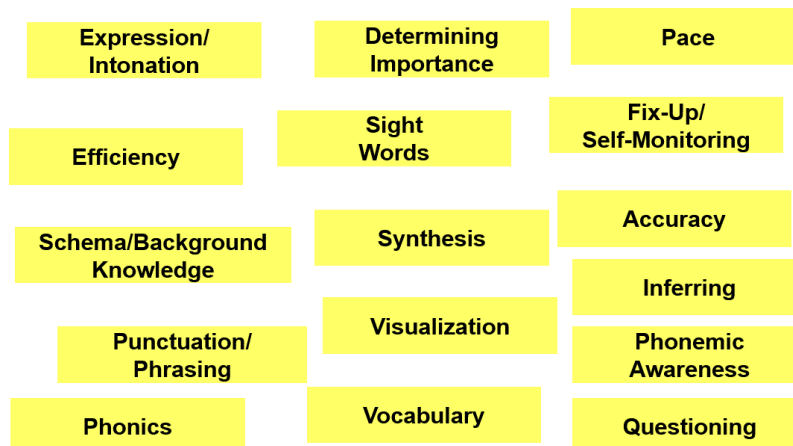 Expression/
Intonation
Determining
Importance
Pace
Efficiency
Sight
Words
Fix-Up/
Self-Monitoring
Schema/Background
Knowledge
Synthesis
Accuracy
Inferring
Punctuation/
Phrasing
Visualization
Phonemic
Awareness
Phonics
Vocabulary
Questioning